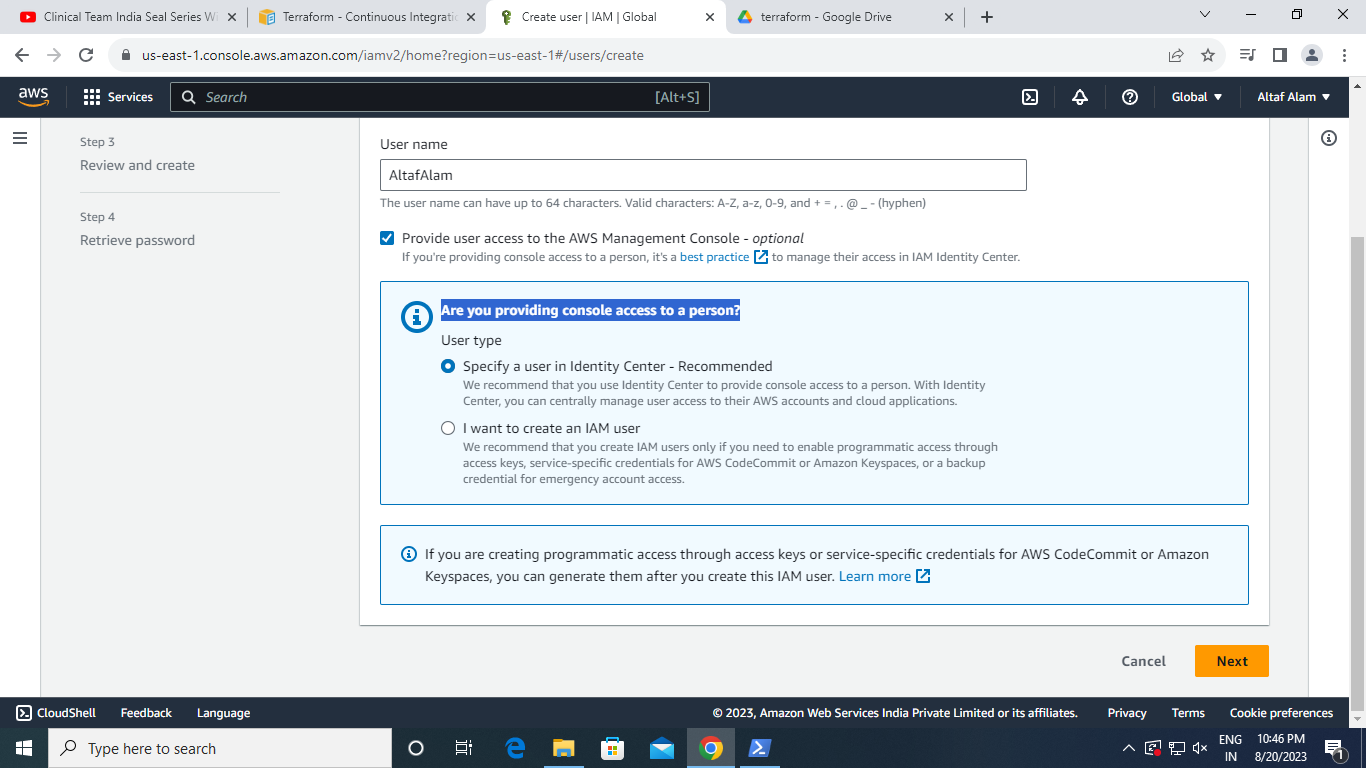 Clinical Team India Seal Series Wi
Terraform - Continuous Integratio
Create user | IAM | Global
terraform - Google Drive
us-east-1.console.aws.amazon.com/iamv2/home?region=us-east-1#/users/create
aws
Services
Search
[Alt+S]
Global
Altaf Alam
Step 3
Review and create
Step 4
Retrieve password
User name
AltafAlam
The user name can have up to 64 characters. Valid characters: A-Z, a-z, 0-9, and + = , . @ _ - (hyphen)
Provide user access to the AWS Management Console - optional
If you're providing console access to a person, it's a best practice to manage their access in IAM Identity Center.
Are you providing console access to a person?
User type
Specify a user in Identity Center - Recommended
We recommend that you use Identity Center to provide console access to a person. With Identity
Center, you can centrally manage user access to their AWS accounts and cloud applications.
I want to create an IAM user
We recommend that you create IAM users only if you need to enable programmatic access through
access keys, service-specific credentials for AWS CodeCommit or Amazon Keyspaces, or a backup
credential for emergency account access.
If you are creating programmatic access through access keys or service-specific credentials for AWS CodeCommit or Amazon
Keyspaces, you can generate them after you create this IAM user. Learn more
Cancel
Next
CloudShell
Feedback
Language
© 2023, Amazon Web Services India Private Limited or its affiliates.
Privacy
Terms
Cookie preferences
Type here to search
ENG
IN
10:46 PM
8/20/2023
1